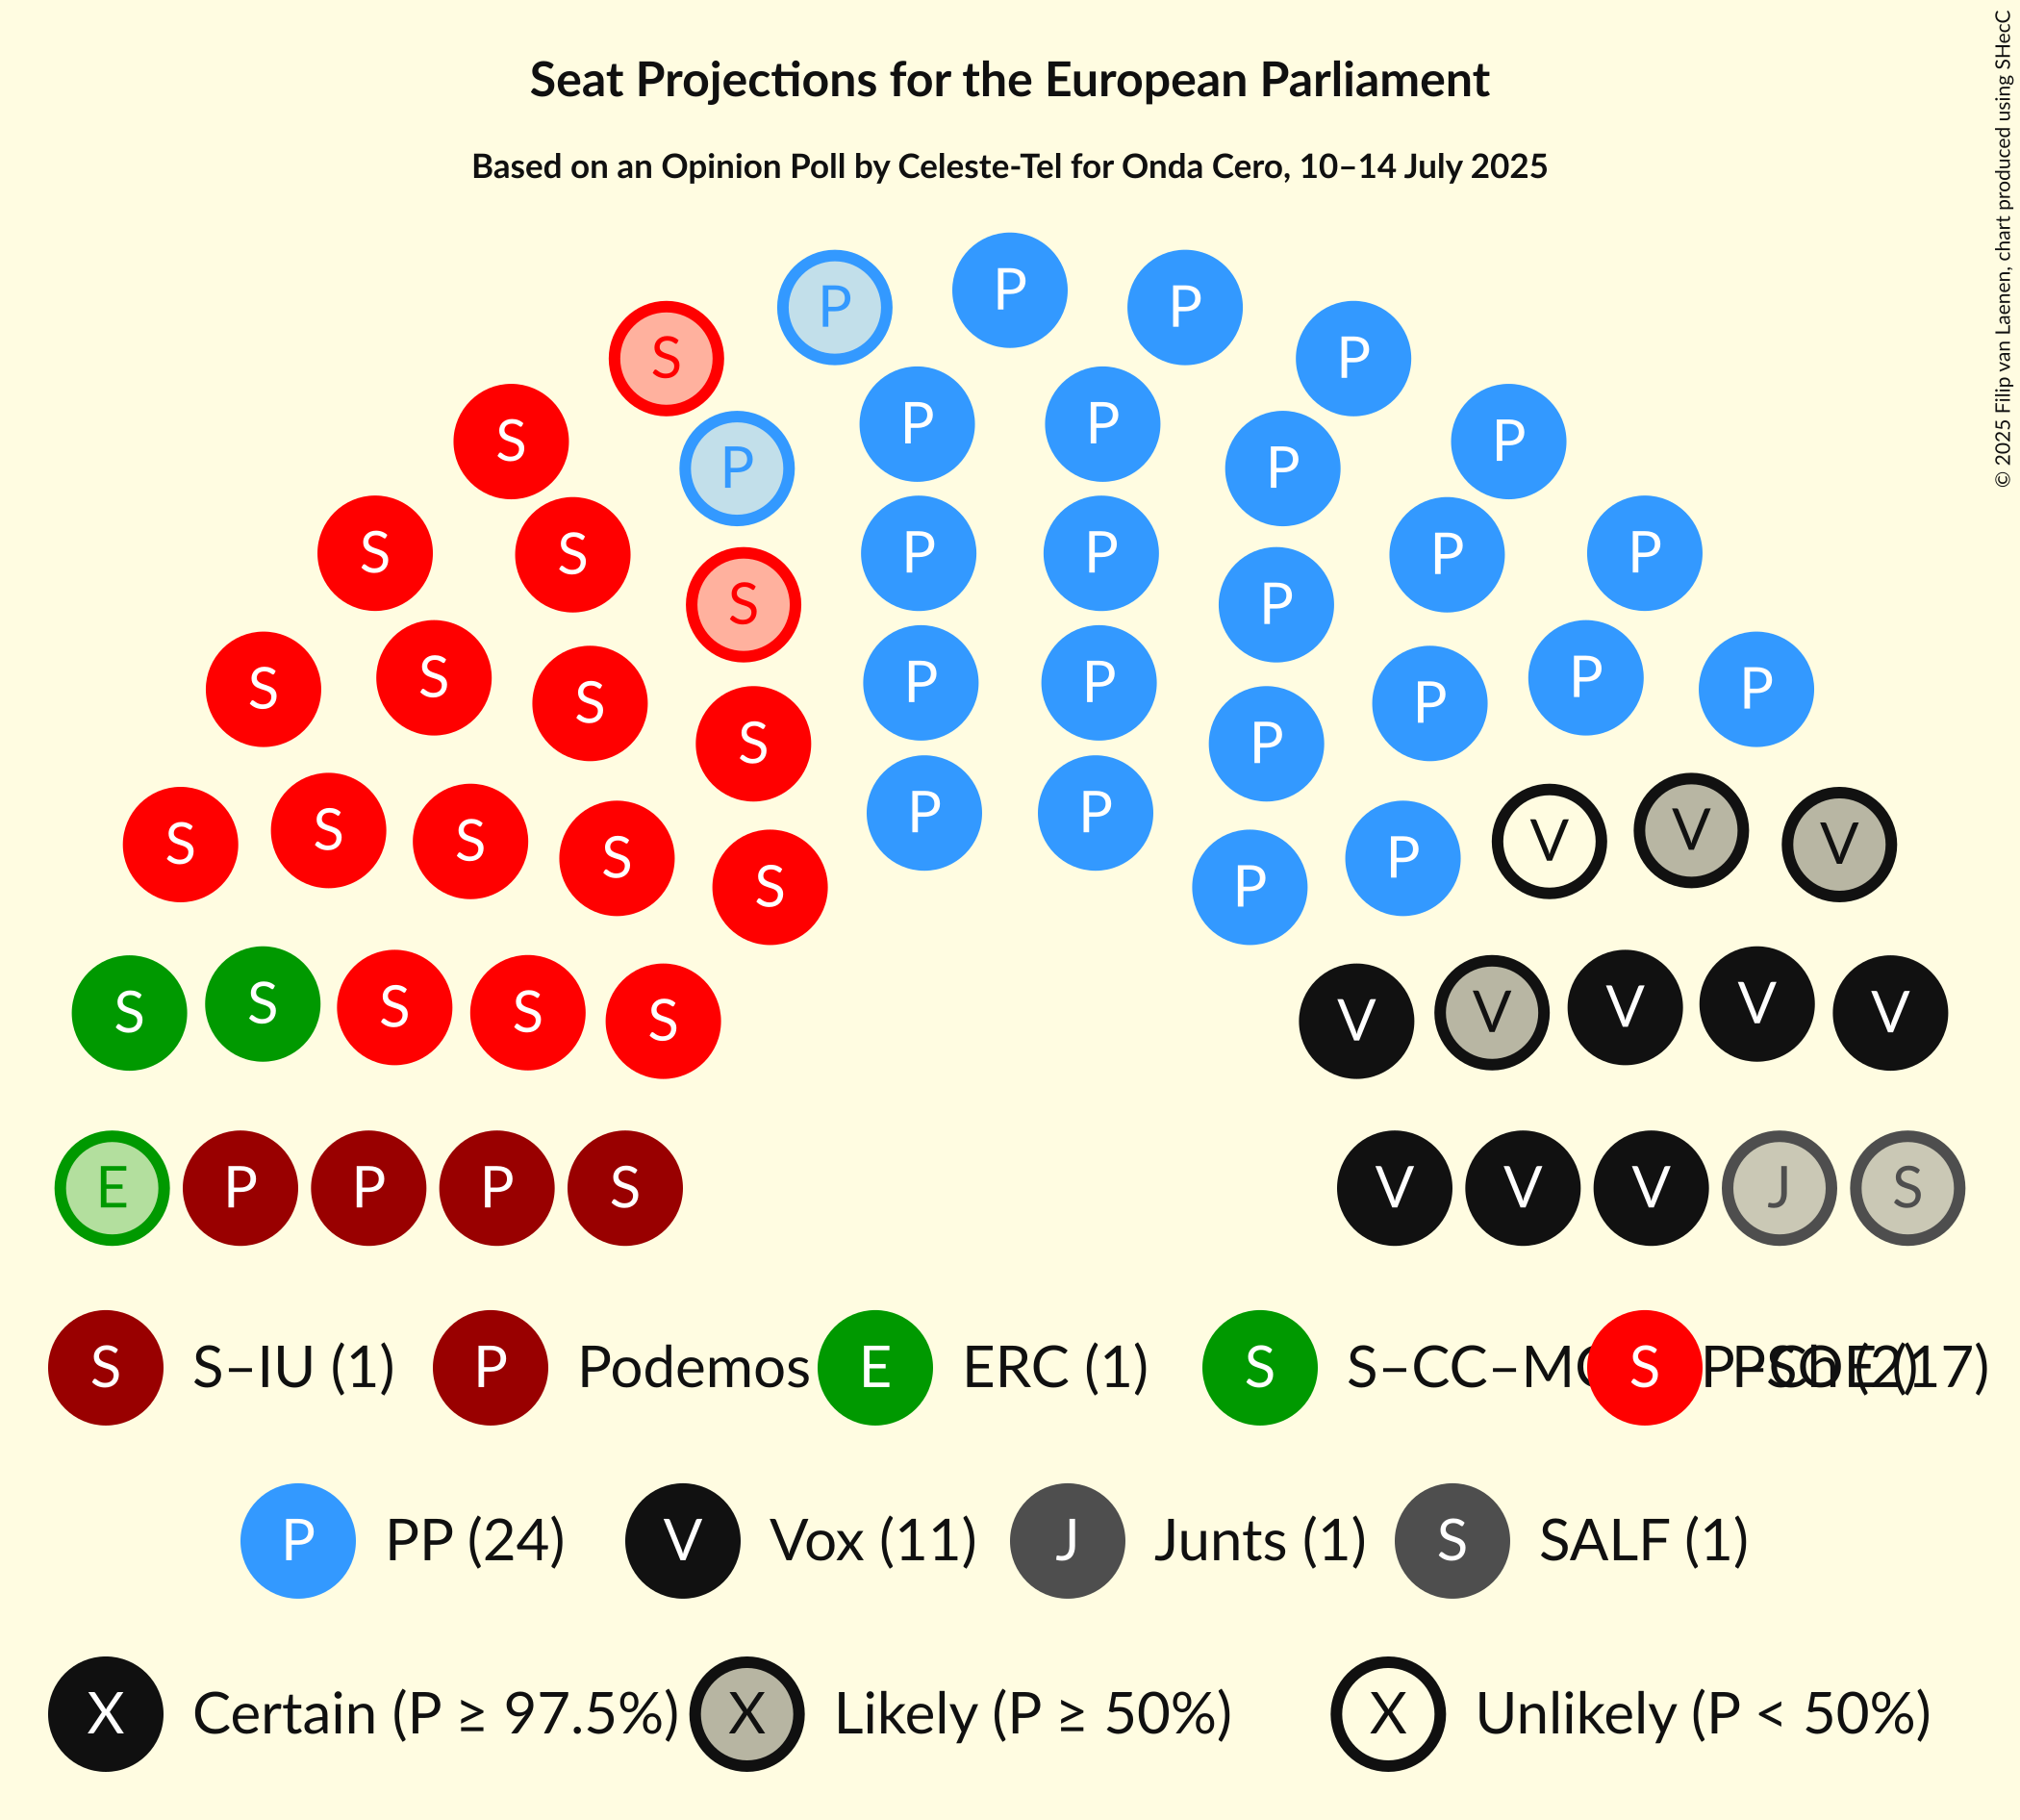 Seat Projections for the European Parliament
Based on an Opinion Poll by Celeste-Tel for Onda Cero, 10–14 July 2025
© 2025 Filip van Laenen, chart produced using SHecC
P
P P
S P
P P
S P
P P
S S P P P P
S P
S S S P P P P P
S P
S S S S P P P V V V
S P
S S S S S V V V V V
E P P P S V V V J S
S S–IU (1) P Podemos E ERC (1) S S–CC–M S PSOE (17)
P PP (24) V Vox (11) J Junts (1) S SALF (1)
X Certain (P ≥ 97.5%) X Likely (P ≥ 50%) X Unlikely (P < 50%)